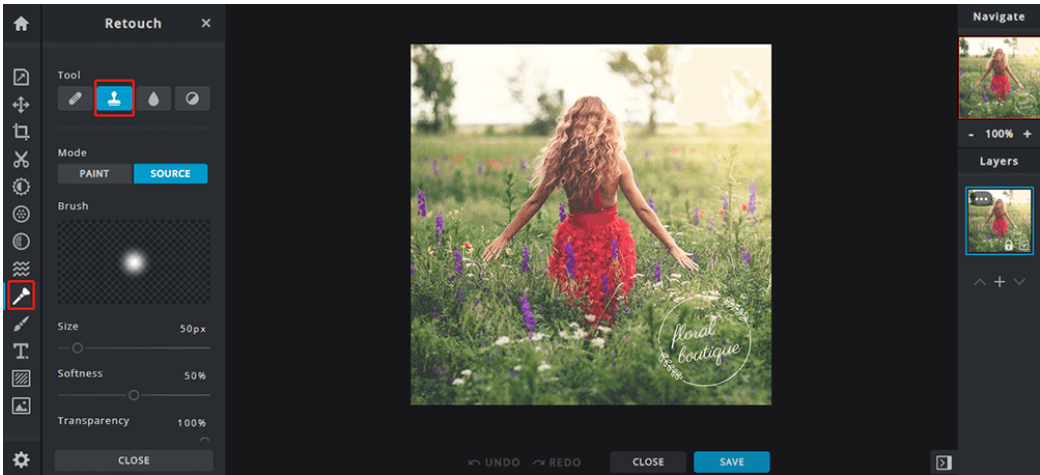 Retouch
Tool
Mode
PAINT SOURCE
Brush
Size 50px
Softness 50%
Transparency 100%
CLOSE
floral
boutique
UNDO REDO CLOSE SAVE
Navigate
- 100% +
Layers
T.